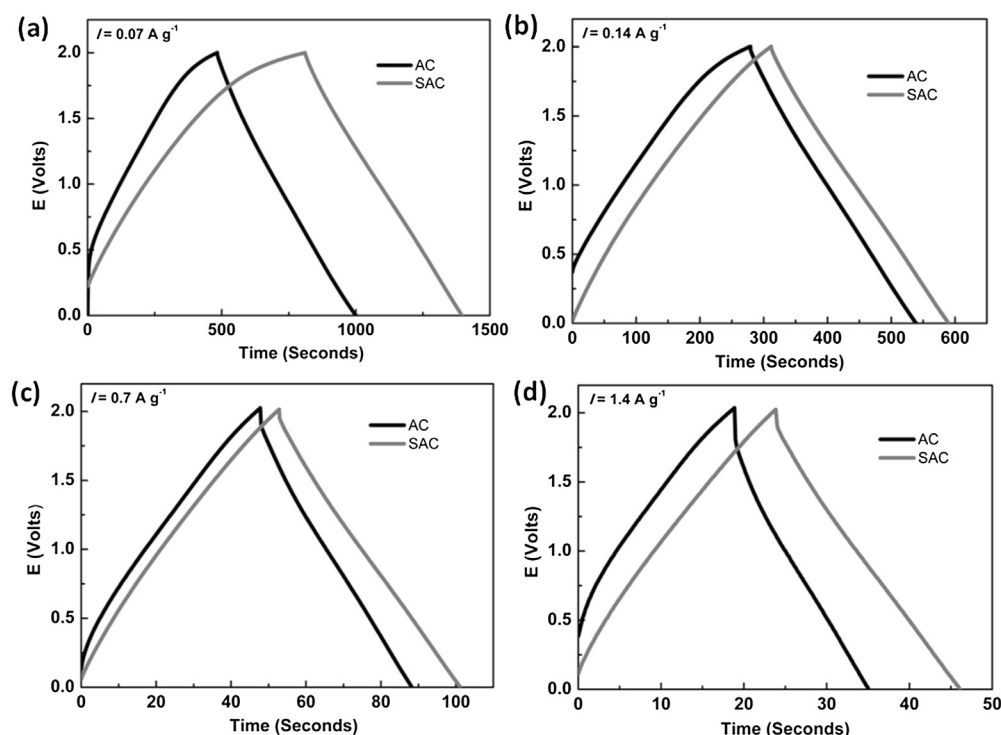 (a)
I = 0.07 A g⁻¹
AC
SAC
2.0
1.5
1.0
0.5
0.0
E (Volts)
0 500 1000 1500
Time (Seconds)
(b)
I = 0.14 A g⁻¹
AC
SAC
2.0
1.5
1.0
0.5
0.0
E (Volts)
0 100 200 300 400 500 600
Time (Seconds)
(c)
I = 0.7 A g⁻¹
AC
SAC
2.0
1.5
1.0
0.5
0.0
E (Volts)
0 20 40 60 80 100
Time (Seconds)
(d)
I = 1.4 A g⁻¹
AC
SAC
2.0
1.5
1.0
0.5
0.0
E (Volts)
0 10 20 30 40 50
Time (Seconds)